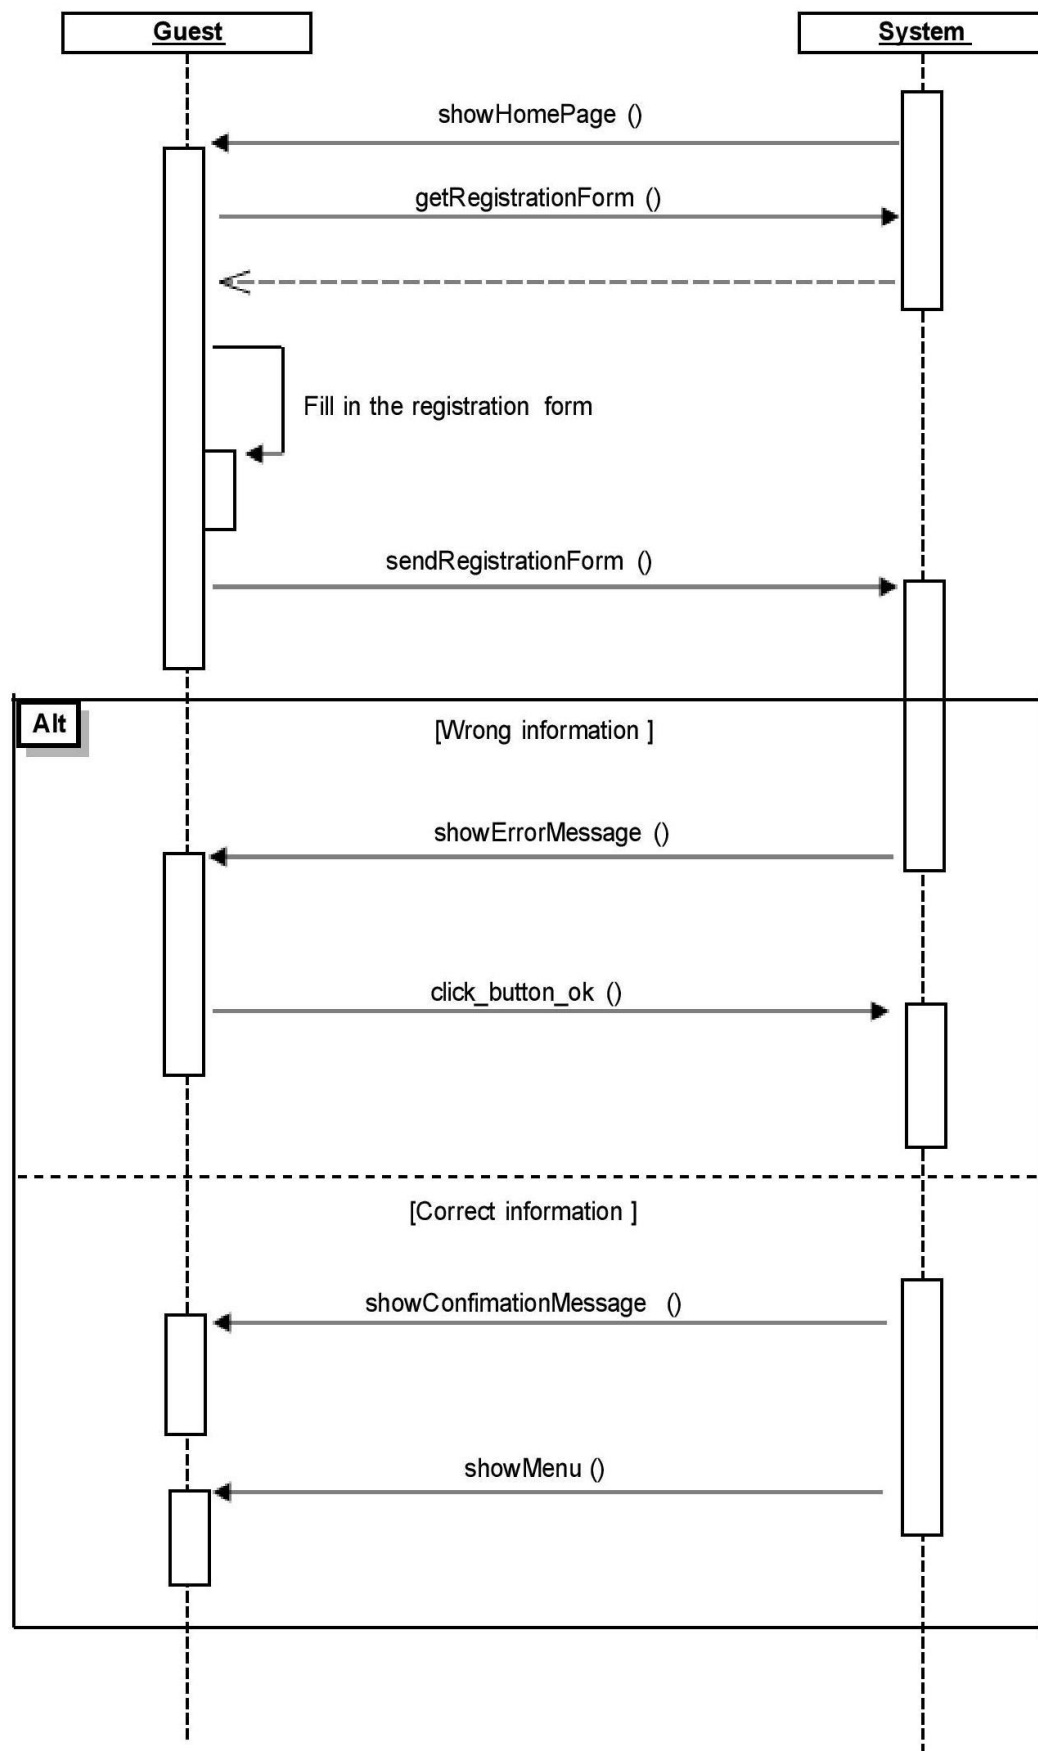 Guest
System
showHomePage ()
getRegistrationForm ()
Fill in the registration form
sendRegistrationForm ()
Alt
[Wrong information ]
showErrorMessage ()
click_button_ok ()
[Correct information ]
showConfimationMessage ()
showMenu ()